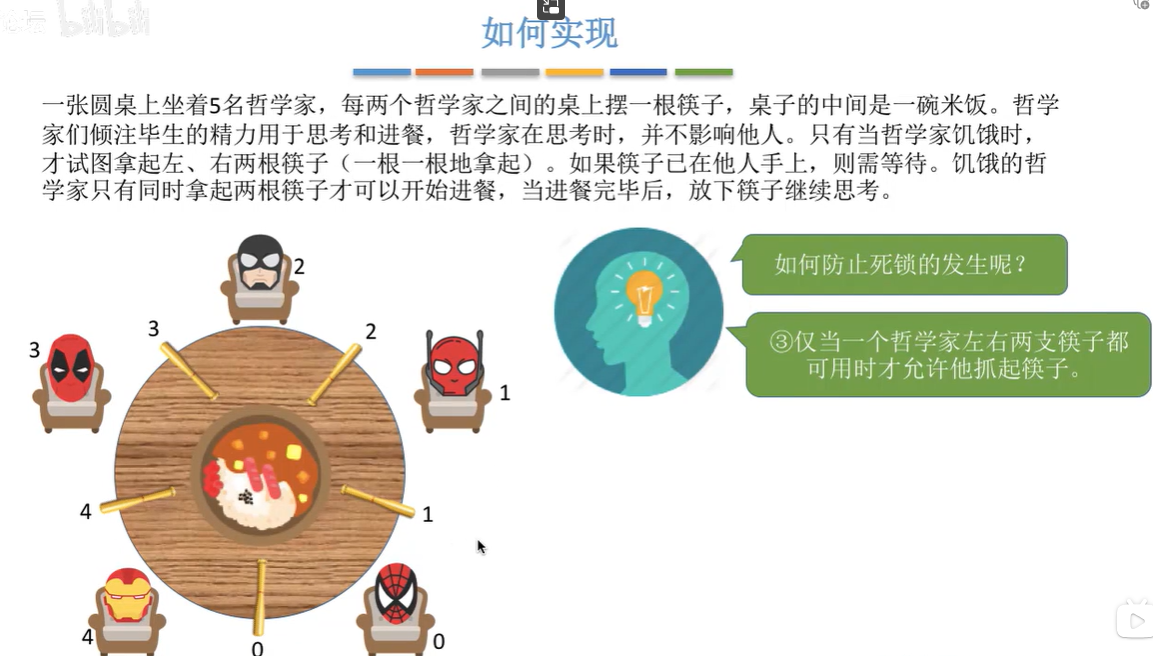 bilibili
如何实现
一张圆桌上坐着5名哲学家，每两个哲学家之间的桌上摆一根筷子，桌子的中间是一碗米饭。哲学
家们倾注毕生的精力用于思考和进餐，哲学家在思考时，并不影响他人。只有当哲学家饥饿时，
才试图拿起左、右两根筷子（一根一根地拿起）。如果筷子已在他人手上，则需等待。饥饿的哲
学家只有同时拿起两根筷子才可以开始进餐，当进餐完毕后，放下筷子继续思考。
如何防止死锁的发生呢？
③仅当一个哲学家左右两支筷子都
可用时才允许他抓起筷子。
2
3
2
3
1
4
1
4
0
0